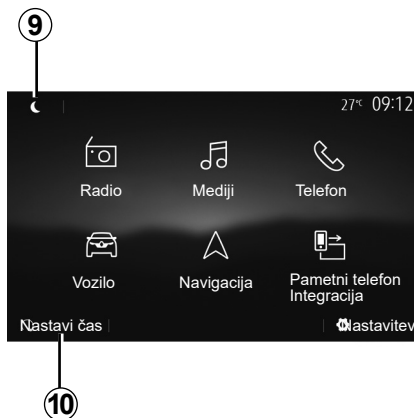 9
27°C 09:12
Radio
Mediji
Telefon
Vozilo
Navigacija
Pametni telefon
Integracija
Nastavi čas
Nastavitev
10